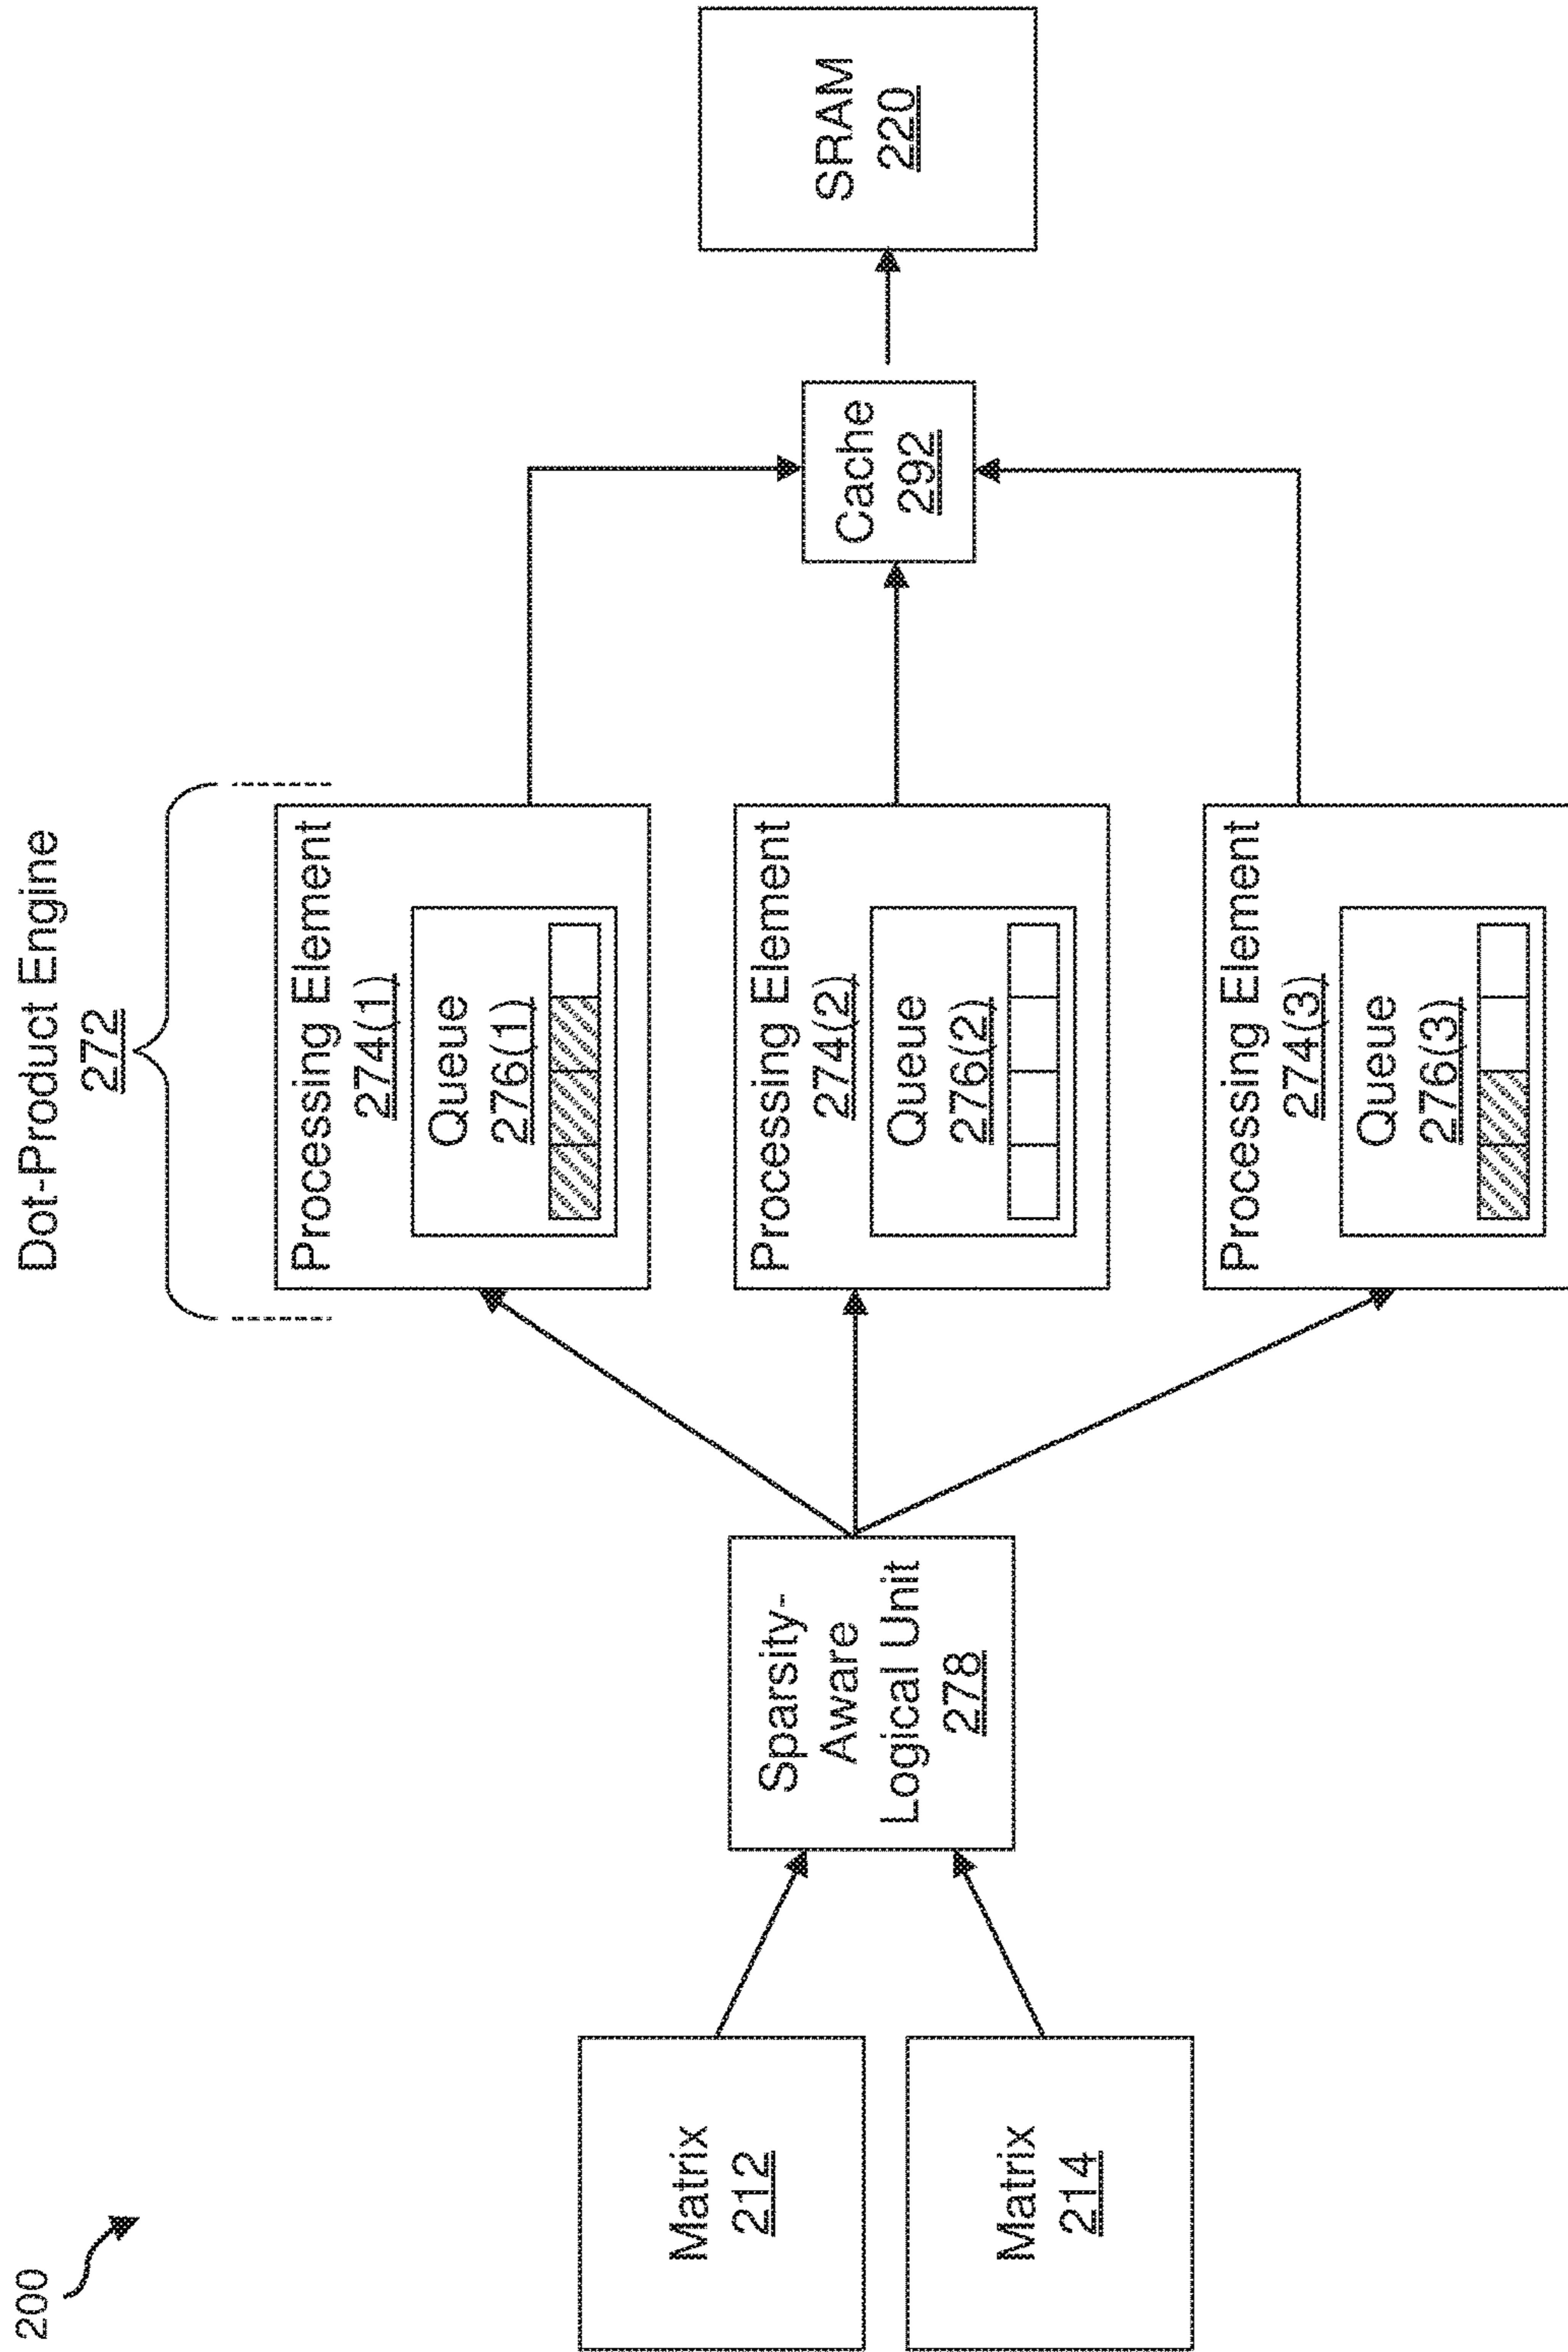 200
Matrix
212
Matrix
214
Sparsity-
Aware
Logical Unit
278
Dot-Product Engine
272
Processing Element
274(1)
Queue
276(1)
Processing Element
274(2)
Queue
276(2)
Processing Element
274(3)
Queue
276(3)
Cache
292
SRAM
220